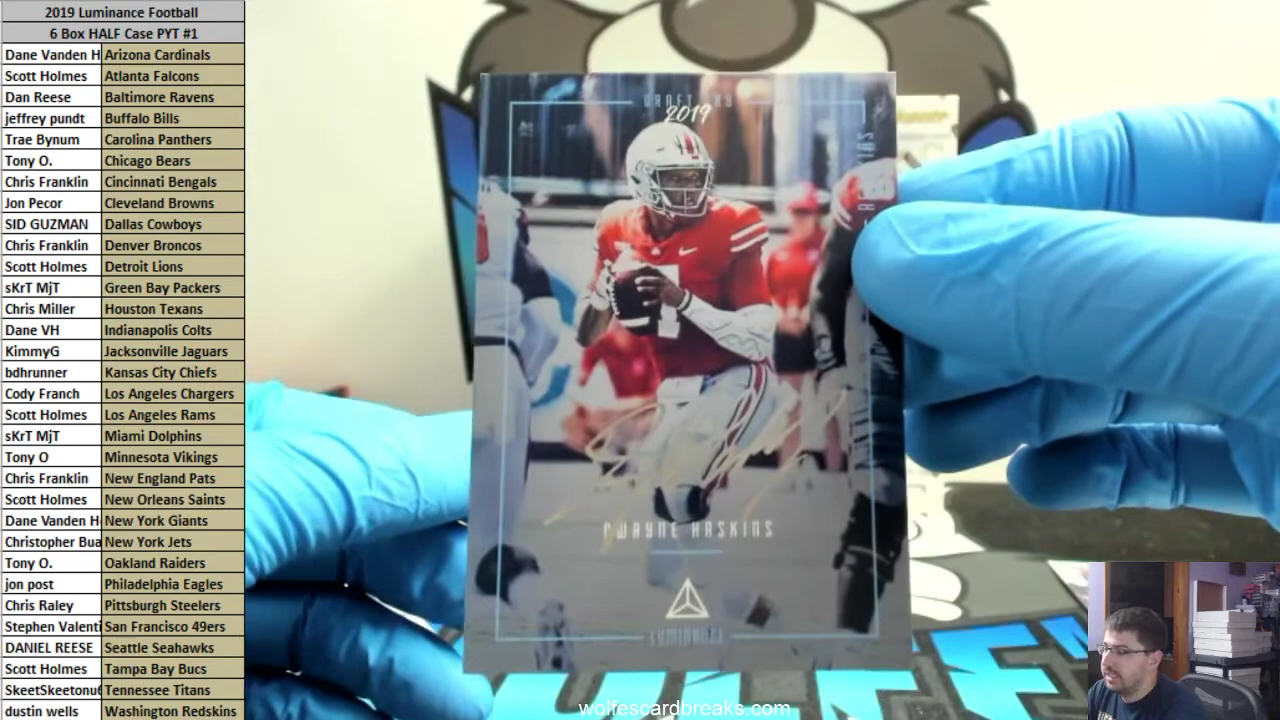 2019 Luminance Football
6 Box HALF Case PYT #1
Dane Vanden H Arizona Cardinals
Scott Holmes Atlanta Falcons
Dan Reese Baltimore Ravens
jeffrey pundt Buffalo Bills
Trae Bynum Carolina Panthers
Tony O. Chicago Bears
Chris Franklin Cincinnati Bengals
Jon Pecor Cleveland Browns
SID GUZMAN Dallas Cowboys
Chris Franklin Denver Broncos
Scott Holmes Detroit Lions
sKrT MjT Green Bay Packers
Chris Miller Houston Texans
Dane VH Indianapolis Colts
KimmyG Jacksonville Jaguars
bdhrunner Kansas City Chiefs
Cody Franch Los Angeles Chargers
Scott Holmes Los Angeles Rams
sKrT MjT Miami Dolphins
Tony O Minnesota Vikings
Chris Franklin New England Pats
Scott Holmes New Orleans Saints
Dane Vanden H New York Giants
Christopher Bua New York Jets
Tony O. Oakland Raiders
jon post Philadelphia Eagles
Chris Raley Pittsburgh Steelers
Stephen Valenti San Francisco 49ers
DANIEL REESE Seattle Seahawks
Scott Holmes Tampa Bay Bucs
SkeetSkeetonu Tennessee Titans
dustin wells Washington Redskins
DRAFT DAY
2019
7
DWAYNE HASKINS
LUMINANCE
wolfescardbreaks.com